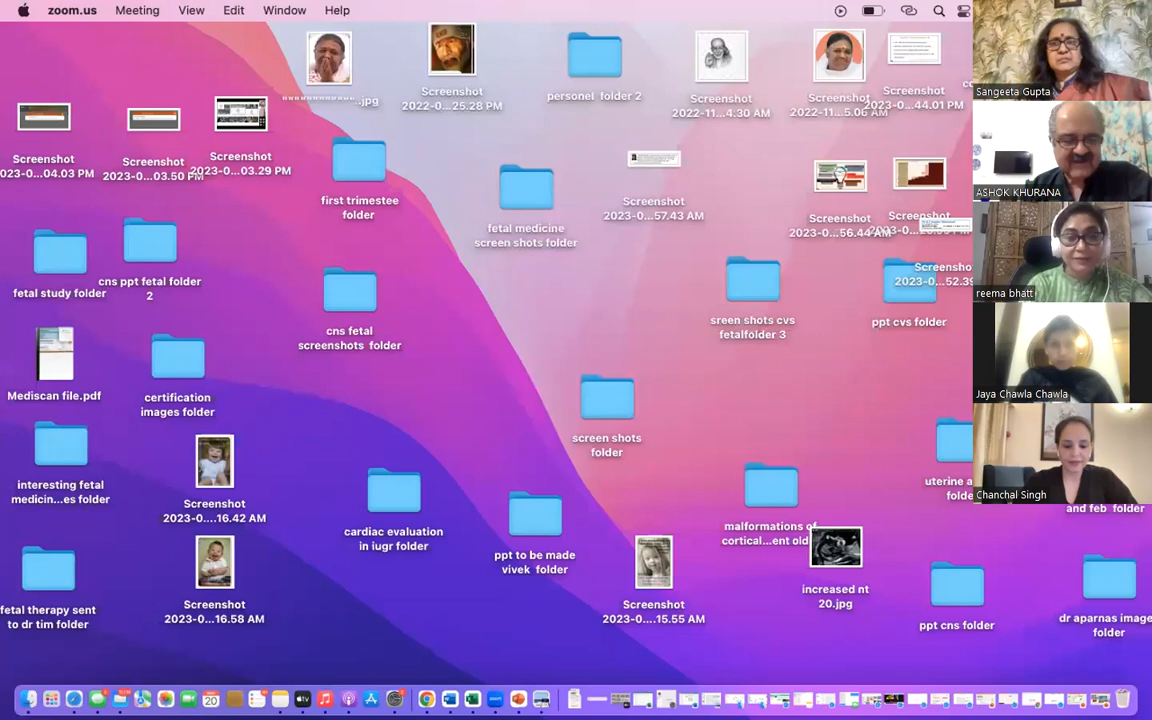 zoom.us Meeting View Edit Window Help
Sangeeta Gupta
ASHOK KHURANA
reema bhatt
Jaya Chawla Chawla
Chanchal Singh
Screenshot
2022-0...25.28 PM
personel folder 2
Screenshot
2022-11...4.30 AM
Screenshot
2022-11...5.06 AM
Screenshot
44.01 PM
Screenshot
04.03 PM
Screenshot
2023-0...03.50 PM
Screenshot
03.29 PM
first trimestee
folder
fetal medicine
screen shots folder
Screenshot
2023-0...57.43 AM
Screenshot
2023-0...56.44 AM
Screenshot
fetal study folder
cns ppt fetal folder
2
cns fetal
screenshots folder
sreen shots cvs
fetalfolder 3
ppt cvs folder
Screensho
2023-0...52.39
Mediscan file.pdf
certification
images folder
screen shots
folder
interesting fetal
medicin...es folder
Screenshot
2023-0....16.42 AM
cardiac evaluation
in iugr folder
ppt to be made
vivek folder
malformations of
cortical...ent old
uterine a
folde
and feb folder
fetal therapy sent
to dr tim folder
Screenshot
2023-0...16.58 AM
Screenshot
2023-0....15.55 AM
increased nt
20.jpg
ppt cns folder
dr aparnas image
folder